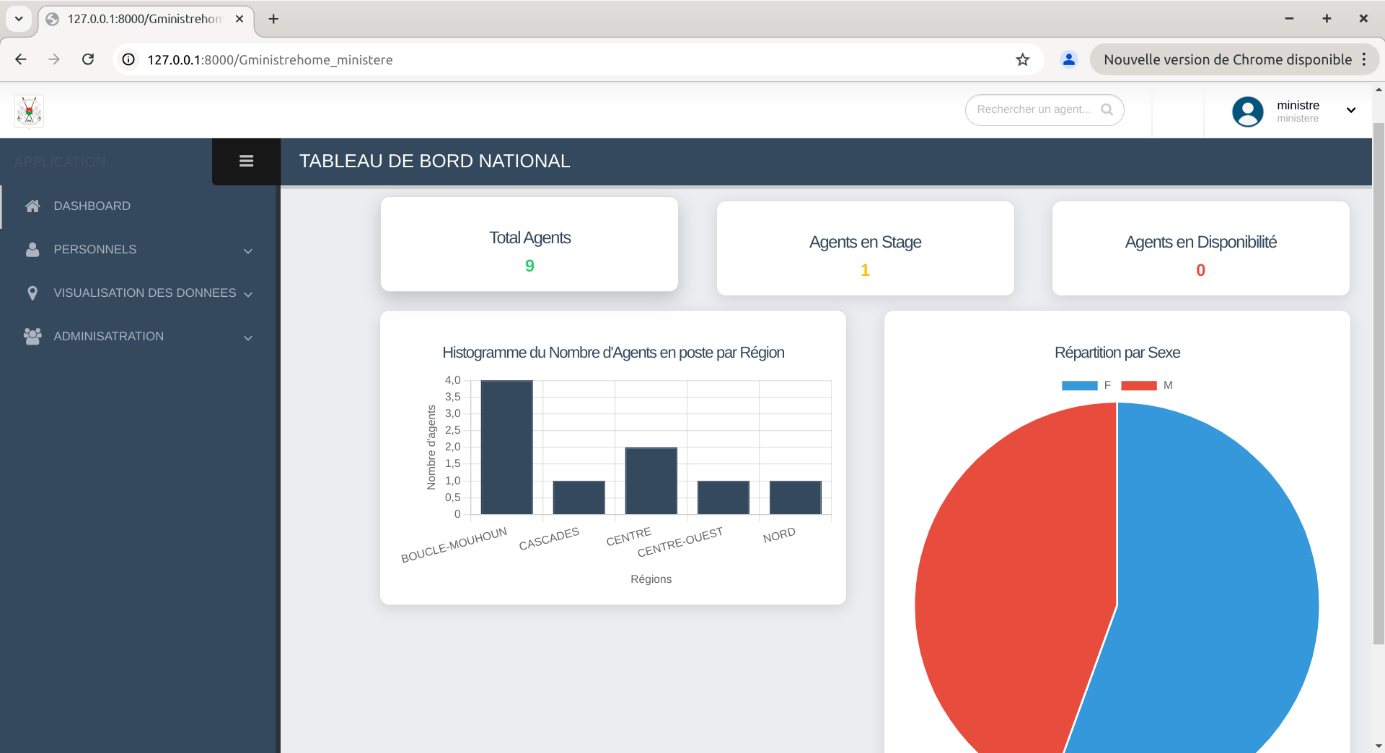 127.0.0.1:8000/Gministrehom
127.0.0.1:8000/Gministrehome_ministere
Nouvelle version de Chrome disponible
Rechercher un agent...
ministre
ministere
APPLICATION
TABLEAU DE BORD NATIONAL
DASHBOARD
PERSONNELS
VISUALISATION DES DONNEES
ADMINISATRATION
Total Agents
9
Agents en Stage
1
Agents en Disponibilité
0
Histogramme du Nombre d'Agents en poste par Région
4,0
3,5
3,0
2,5
2,0
1,5
1,0
0,5
0
Nombre d'agents
BOUCLE-MOUHOUN
CASCADES
CENTRE
CENTRE-OUEST
NORD
Régions
Répartition par Sexe
F
M